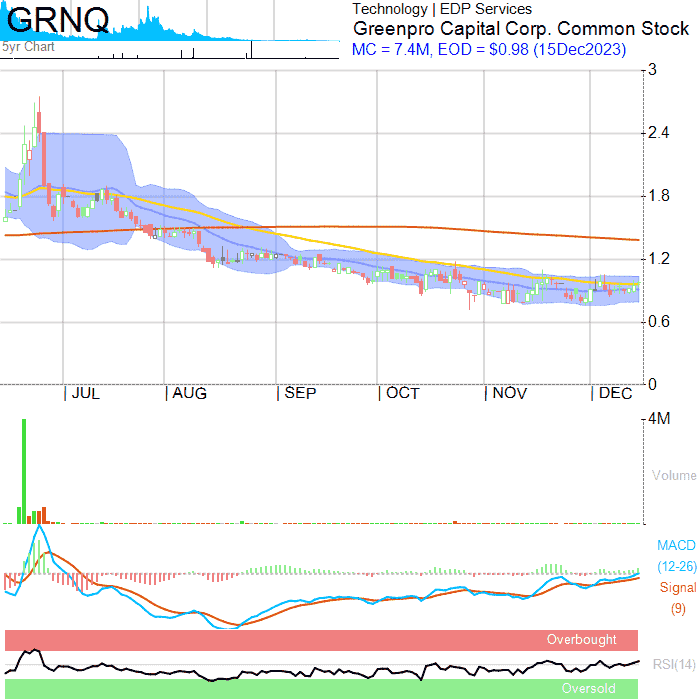 GRNQ
5yr Chart
Technology | EDP Services
Greenpro Capital Corp. Common Stock
MC = 7.4M, EOD = $0.98 (15Dec2023)
3
2.4
1.8
1.2
0.6
0
| JUL | AUG | SEP | OCT | NOV | DEC
4M
Volume
MACD
(12-26)
Signal
(9)
Overbought
RSI(14)
Oversold